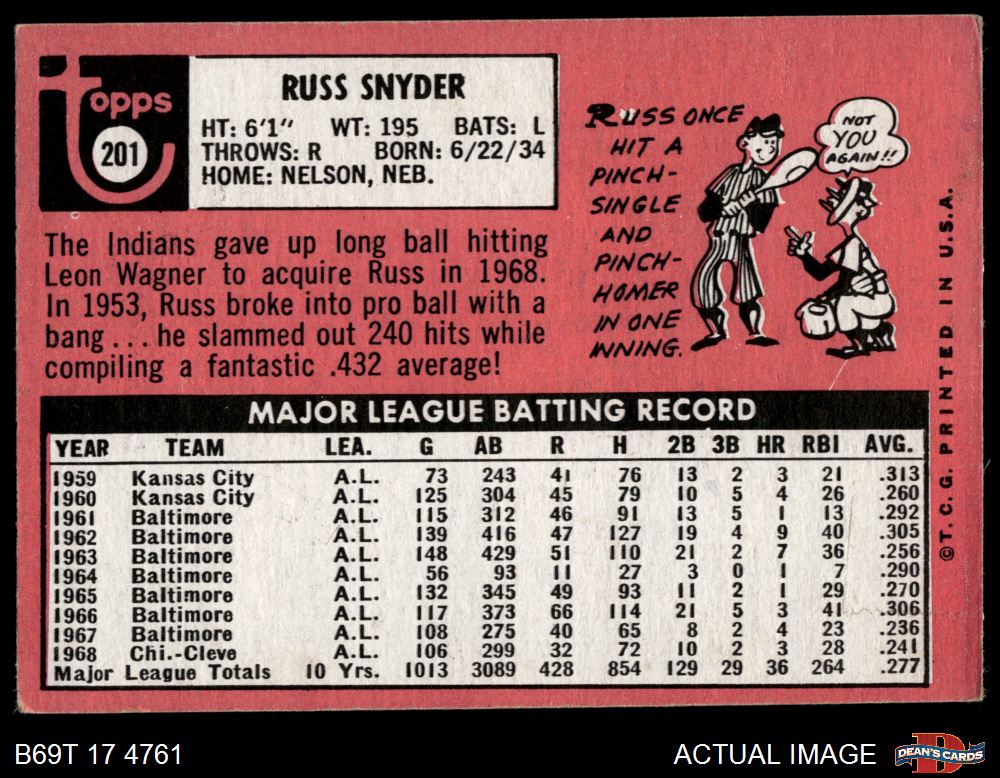 Topps
201
RUSS SNYDER
HT: 6'1" WT: 195 BATS: L
THROWS: R BORN: 6/22/34
HOME: NELSON, NEB.
The Indians gave up long ball hitting
Leon Wagner to acquire Russ in 1968.
In 1953, Russ broke into pro ball with a
bang ... he slammed out 240 hits while
compiling a fantastic .432 average!
RUSS ONCE
HIT A
PINCH-
SINGLE
AND
PINCH-
HOMER
IN ONE
INNING.
NOT
YOU
AGAIN!!
MAJOR LEAGUE BATTING RECORD
YEAR TEAM LEA. G AB R H 2B 3B HR RBI AVG.
1959 Kansas City A.L. 73 243 41 76 13 2 3 21 .313
1960 Kansas City A.L. 125 304 45 79 10 5 4 26 .260
1961 Baltimore A.L. 115 312 46 91 13 5 1 13 .292
1962 Baltimore A.L. 139 416 47 127 19 4 9 40 .305
1963 Baltimore A.L. 148 429 51 110 21 2 7 36 .256
1964 Baltimore A.L. 56 93 11 27 3 0 1 7 .290
1965 Baltimore A.L. 132 345 49 93 11 2 1 29 .270
1966 Baltimore A.L. 117 373 66 114 21 5 3 41 .306
1967 Baltimore A.L. 108 275 40 65 8 2 4 23 .236
1968 Chi.-Cleve A.L. 106 299 32 72 10 2 3 28 .241
Major League Totals 10 Yrs. 1013 3089 428 854 129 29 36 264 .277
©T.C.G. PRINTED IN U.S.A.
B69T 17 4761
ACTUAL IMAGE
DEAN'S CARDS